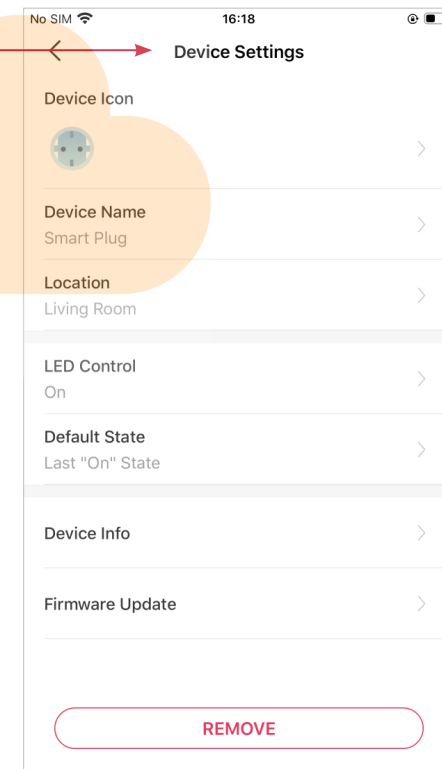 No SIM 16:18
Device Settings
Device Icon
Device Name
Smart Plug
Location
Living Room
LED Control
On
Default State
Last "On" State
Device Info
Firmware Update
REMOVE